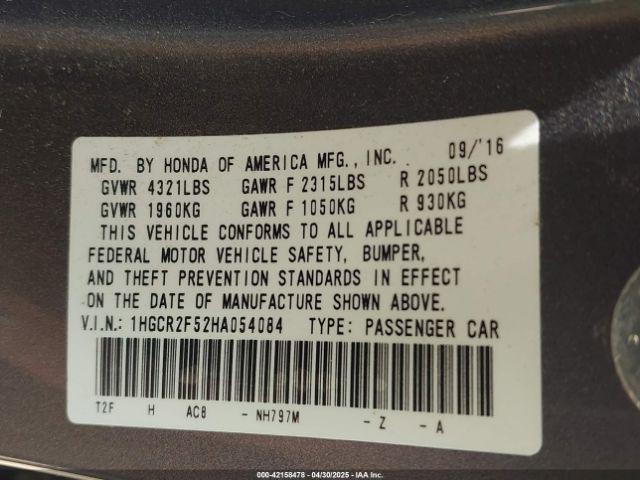 MFD. BY HONDA OF AMERICA MFG., INC. 09/'16
GVWR 4321LBS GAWR F 2315LBS R 2050LBS
GVWR 1960KG GAWR F 1050KG R 930KG
THIS VEHICLE CONFORMS TO ALL APPLICABLE
FEDERAL MOTOR VEHICLE SAFETY, BUMPER,
AND THEFT PREVENTION STANDARDS IN EFFECT
ON THE DATE OF MANUFACTURE SHOWN ABOVE.
V.I.N.: 1HGCR2F52HA054084 TYPE: PASSENGER CAR
T2F H AC8 - NH797M - Z - A
000-42158478 - 04/30/2025 - IAA Inc.